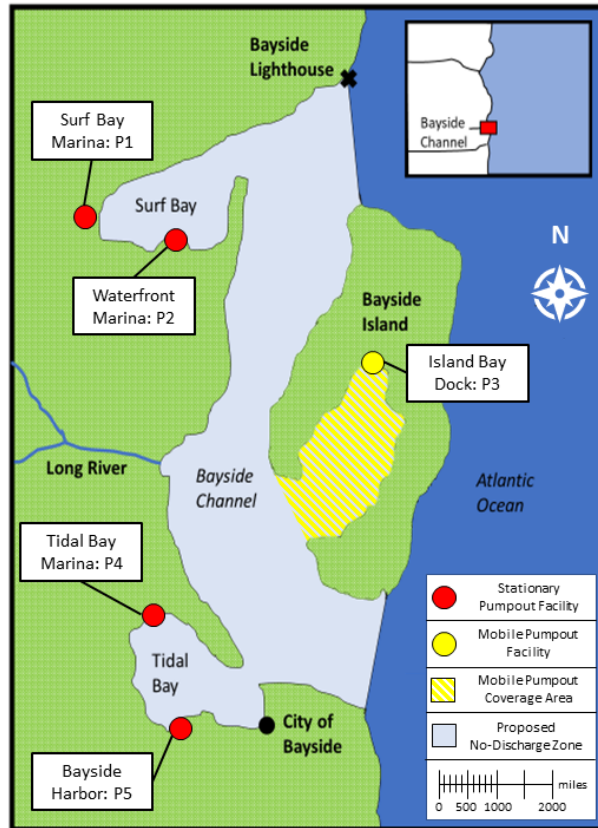 Bayside
Lighthouse
Surf Bay
Marina: P1
Bayside
Channel
Surf Bay
N
Waterfront
Marina: P2
Bayside
Island
Island Bay
Dock: P3
Long River
Bayside
Channel
Atlantic
Ocean
Tidal Bay
Marina: P4
Stationary
Pumpout Facility
Mobile Pumpout
Facility
Tidal
Bay
Mobile Pumpout
Coverage Area
City of
Bayside
Proposed
No-Discharge Zone
Bayside
Harbor: P5
miles
0 500 1000 2000